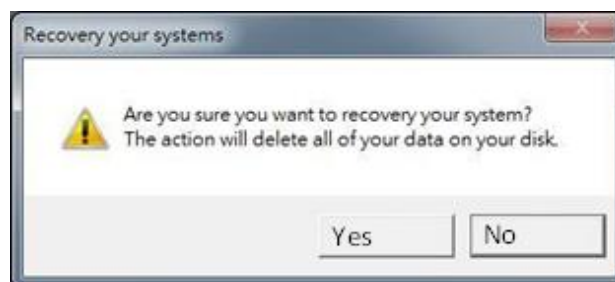 Recovery your systems
Are you sure you want to recovery your system?
The action will delete all of your data on your disk.
Yes
No